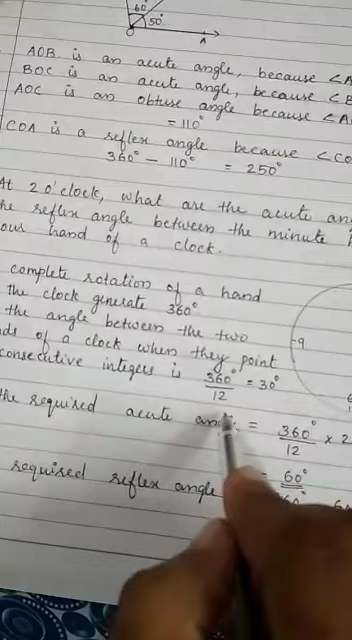 60°
50°
O
A
AOB is an acute angle, because ∠A
BOC is an acute angle, because ∠B
AOC is an obtuse angle because ∠A
= 110°
COA is a reflex angle because ∠CO
360° - 110° = 250°
At 2 o'clock, what are the acute an
he reflex angle between the minute
ous hand of a clock.
complete rotation of a hand
the clock generate 360°
the angle between the two
ds of a clock when they point
consecutive integers is 360°/12 = 30°
9
6
the required acute = 360°/12 × 2
required reflex angle = 60°